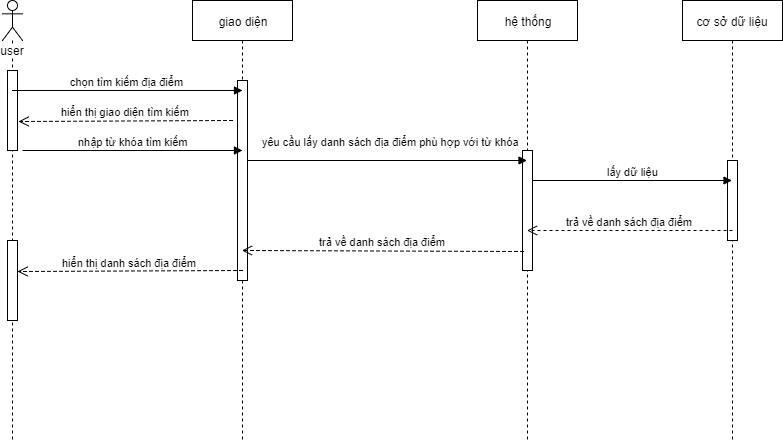 giao diện
hệ thống
cơ sở dữ liệu
user
chọn tìm kiếm địa điểm
hiển thị giao diện tìm kiếm
nhập từ khóa tìm kiếm
yêu cầu lấy danh sách địa điểm phù hợp với từ khóa
lấy dữ liệu
trả về danh sách địa điểm
trả về danh sách địa điểm
hiển thị danh sách địa điểm